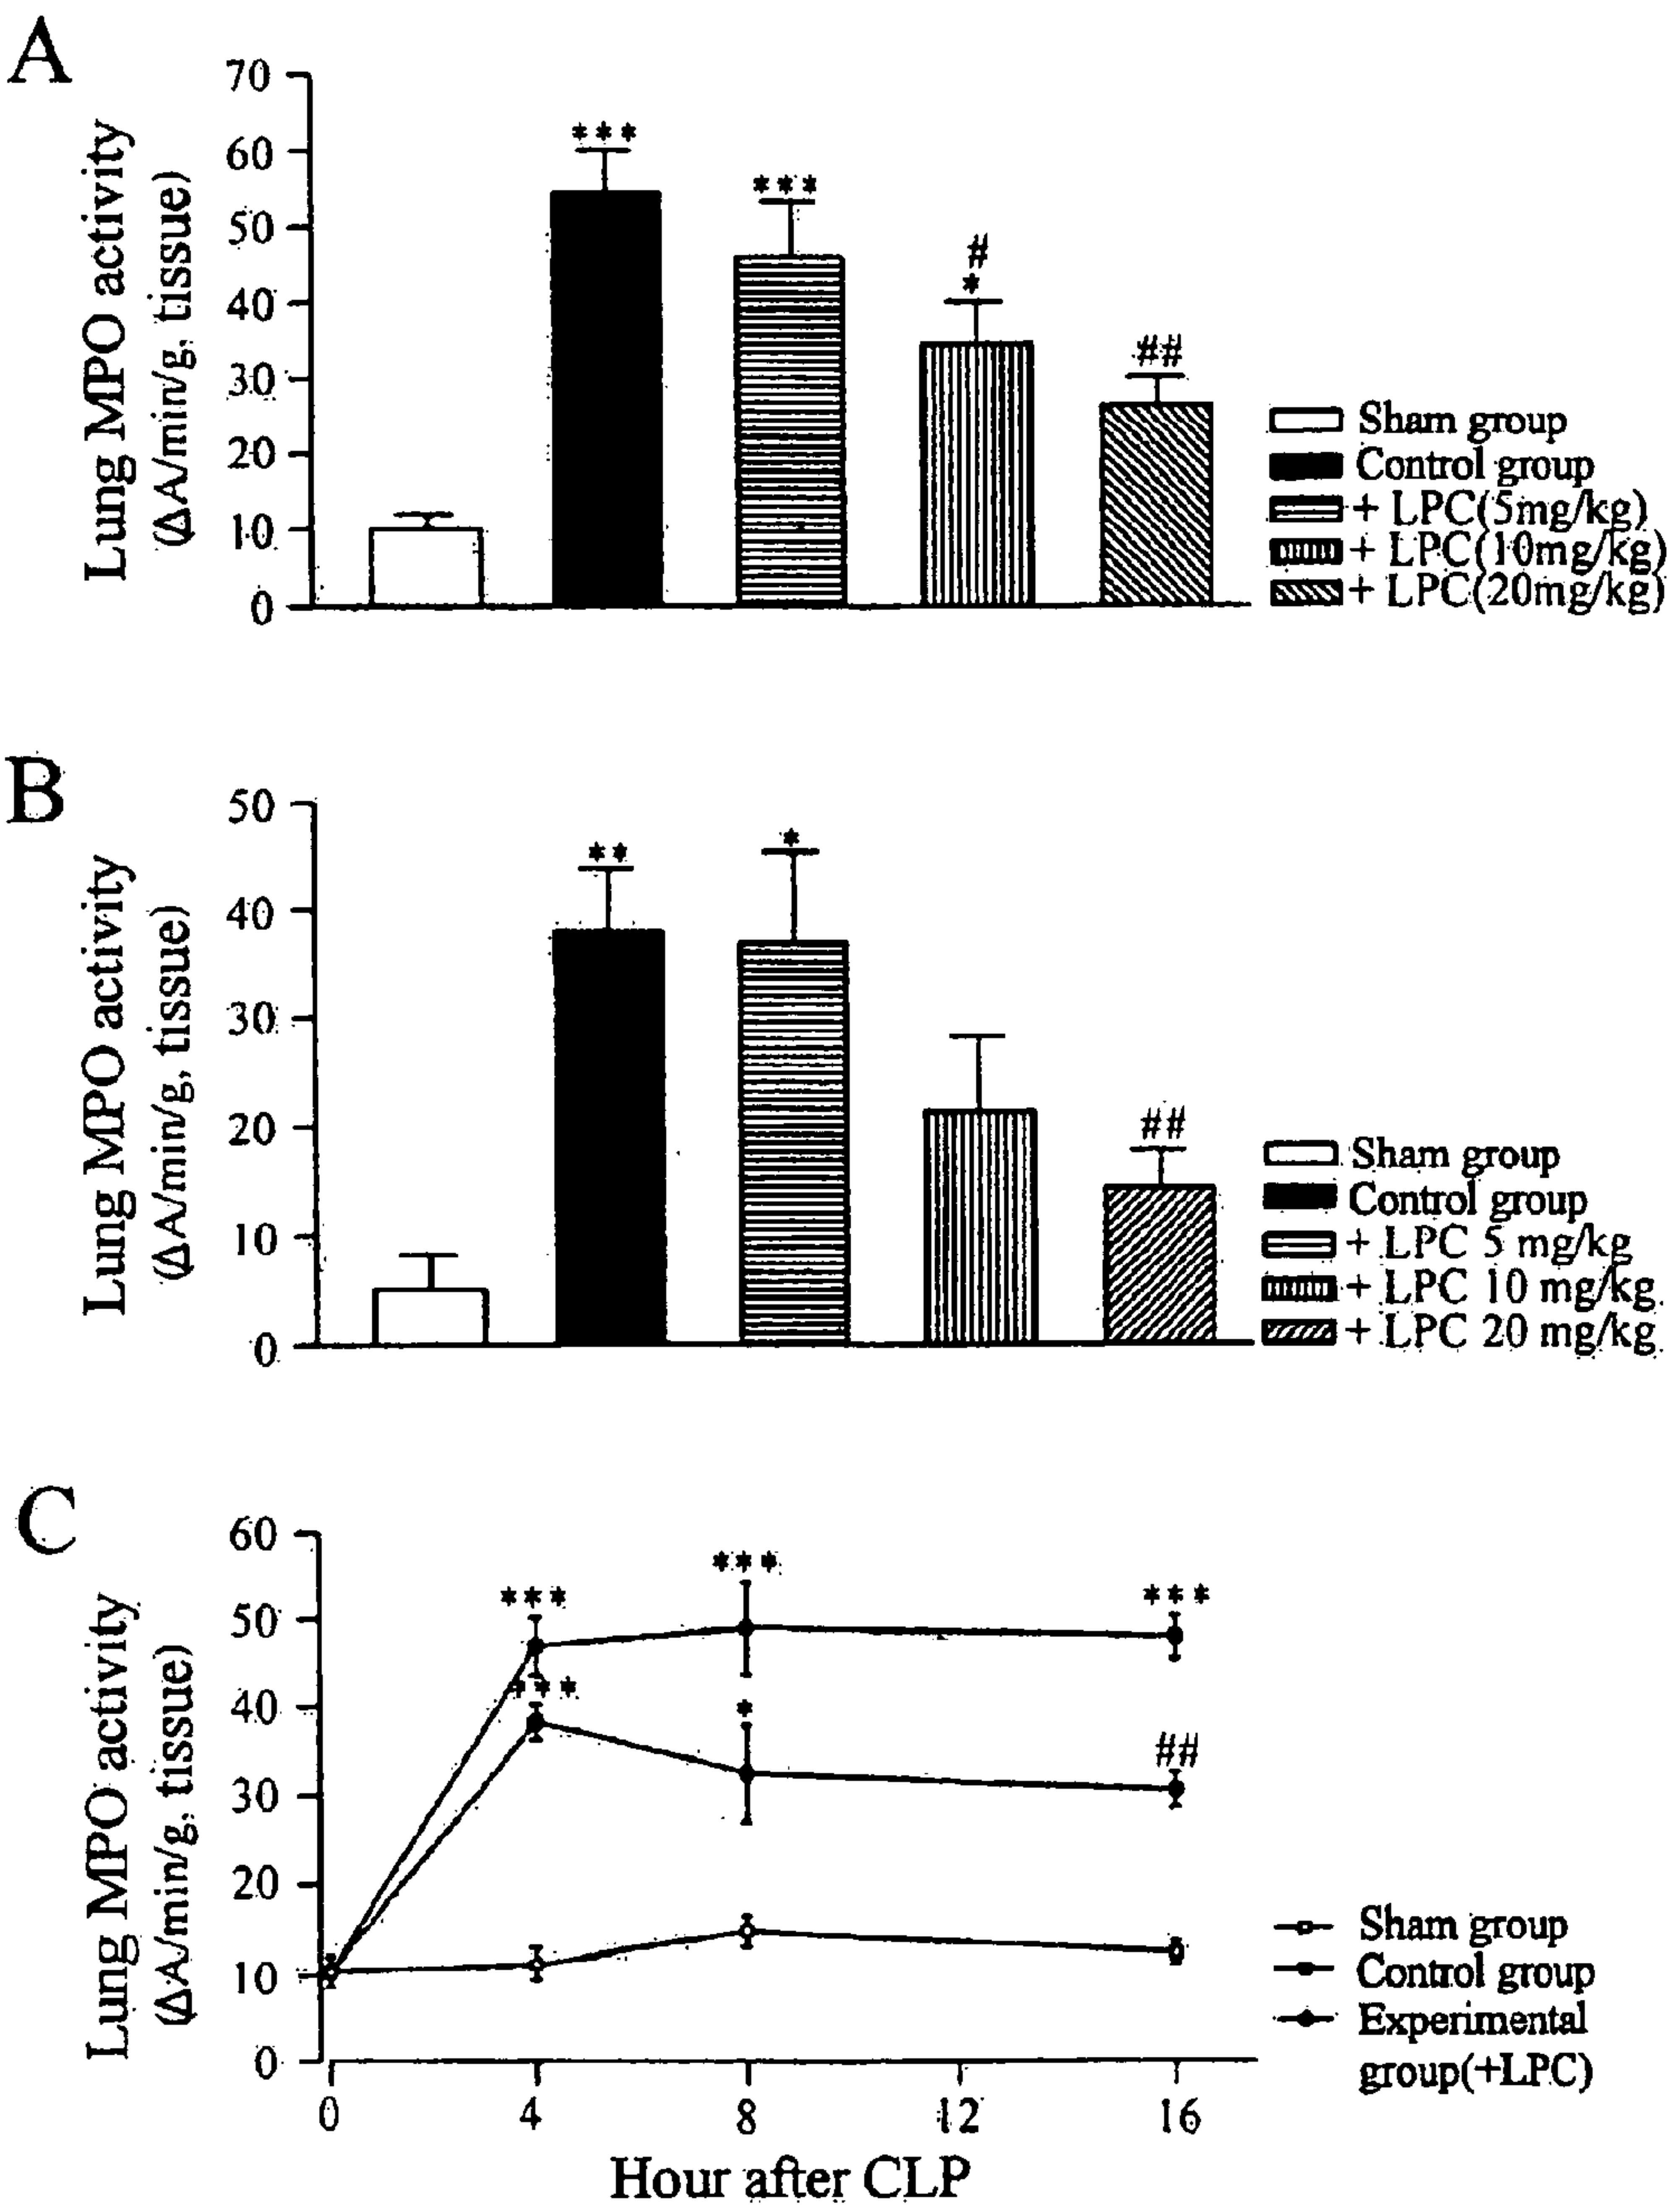 A
Lung MPO activity
(ΔA/min/g, tissue)
70
60
50
40
30
20
10
0
***
***
#
*
##
Sham group
Control group
+ LPC(5mg/kg)
+ LPC(10mg/kg)
+ LPC(20mg/kg)
B
Lung MPO activity
(ΔA/min/g, tissue)
50
40
30
20
10
0
**
*
##
Sham group
Control group
+ LPC 5 mg/kg
+ LPC 10 mg/kg
+ LPC 20 mg/kg
C
Lung MPO activity
(ΔA/min/g, tissue)
60
50
40
30
20
10
0
***
***
***
***
*
##
Sham group
Control group
Experimental
group(+LPC)
0 4 8 12 16
Hour after CLP